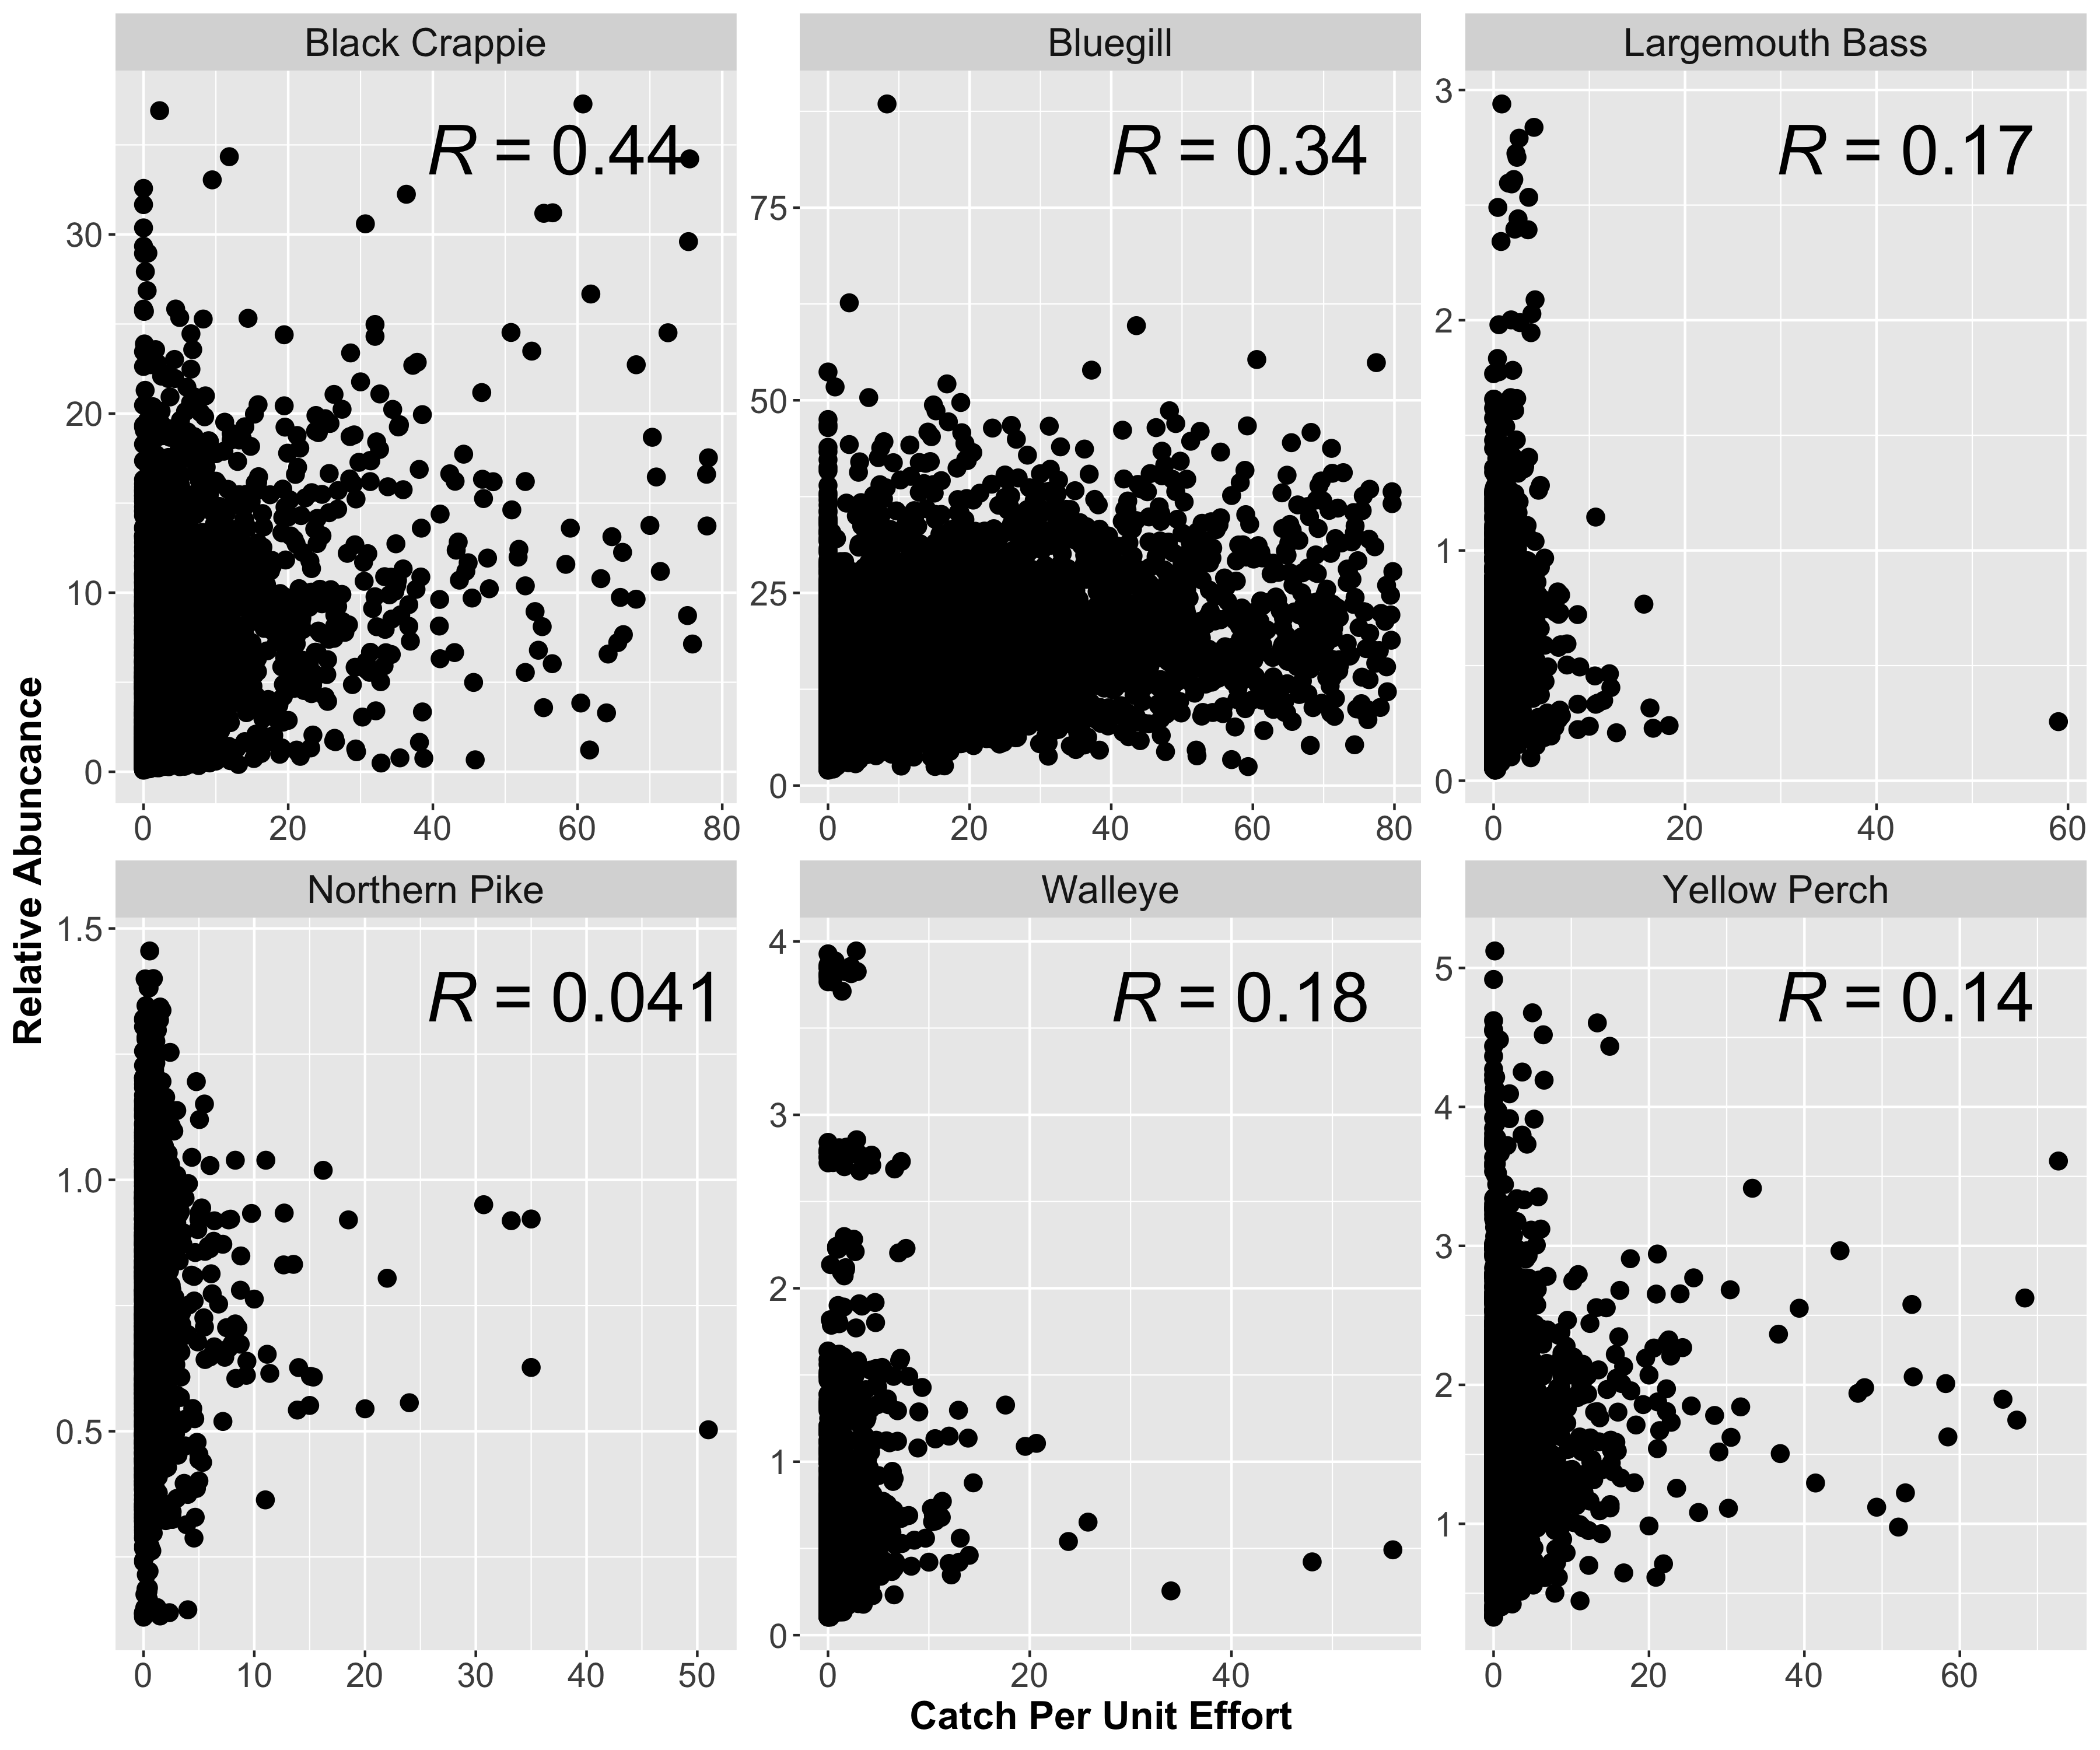 Black Crappie
Bluegill
Largemouth Bass
R = 0.44
R = 0.34
R = 0.17
30
20
10
0
75
50
25
0
3
2
1
0
0 20 40 60 80
0 20 40 60 80
0 20 40 60
Relative Abuncance
Northern Pike
Walleye
Yellow Perch
R = 0.041
R = 0.18
R = 0.14
1.5
1.0
0.5
4
3
2
1
0
5
4
3
2
1
0 10 20 30 40 50
0 20 40
0 20 40 60
Catch Per Unit Effort